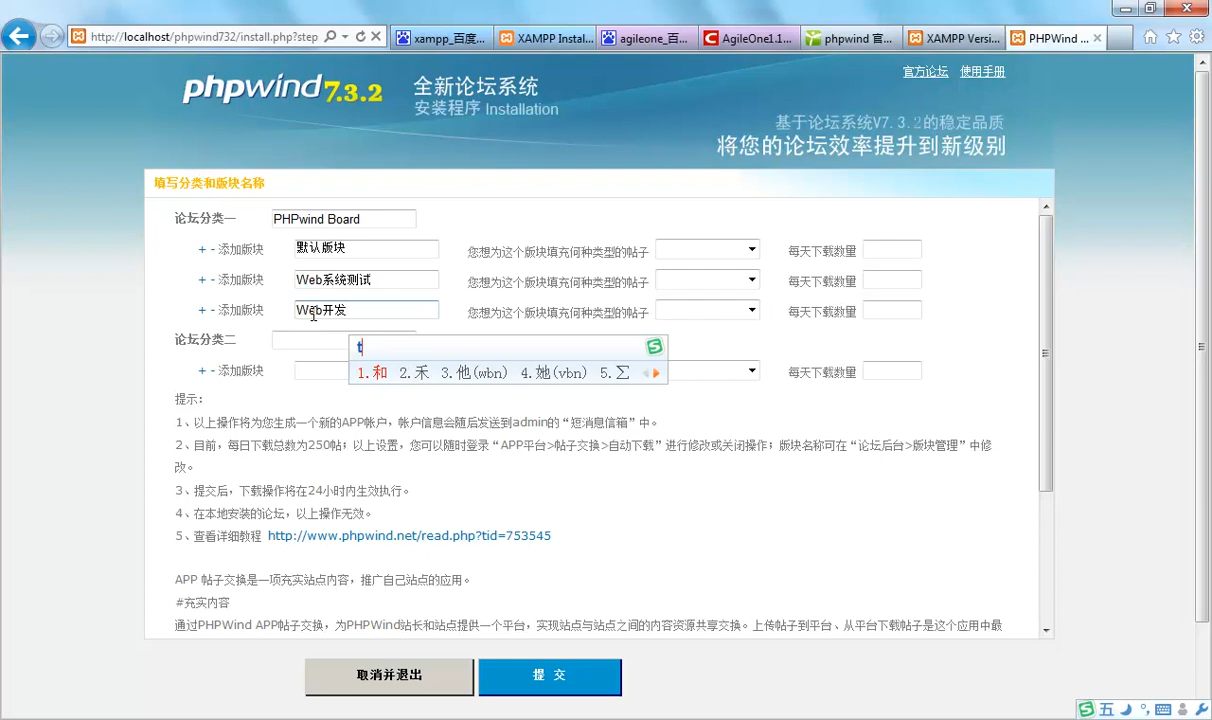 http://localhost/phpwind732/install.php?step
xampp_百度...
XAMPP Instal...
agileone_百...
AgileOne1.1...
phpwind 官...
XAMPP Versi...
PHPWind ...
phpwind 7.3.2
全新论坛系统
安装程序 Installation
官方论坛 使用手册
基于论坛系统V7.3.2的稳定品质
将您的论坛效率提升到新级别
填写分类和版块名称
论坛分类一 PHPwind Board
+ - 添加版块 默认版块 您想为这个版块填充何种类型的帖子 每天下载数量
+ - 添加版块 Web系统测试 您想为这个版块填充何种类型的帖子 每天下载数量
+ - 添加版块 Web开发 您想为这个版块填充何种类型的帖子 每天下载数量
论坛分类二
t
1.和 2.禾 3.他(wbn) 4.她(vbn) 5.∑
+ - 添加版块 每天下载数量
提示:
1、以上操作将为您生成一个新的APP帐户，帐户信息会随后发送到admin的“短消息信箱”中。
2、目前，每日下载总数为250帖；以上设置，您可以随时登录“APP平台>帖子交换>自动下载”进行修改或关闭操作；版块名称可在“论坛后台>版块管理”中修
改。
3、提交后，下载操作将在24小时内生效执行。
4、在本地安装的论坛，以上操作无效。
5、查看详细教程 http://www.phpwind.net/read.php?tid=753545
APP 帖子交换是一项充实站点内容，推广自己站点的应用。
#充实内容
通过PHPWind APP帖子交换，为PHPWind站长和站点提供一个平台，实现站点与站点之间的内容资源共享交换。上传帖子到平台、从平台下载帖子是这个应用中最
取消并退出 提 交
五